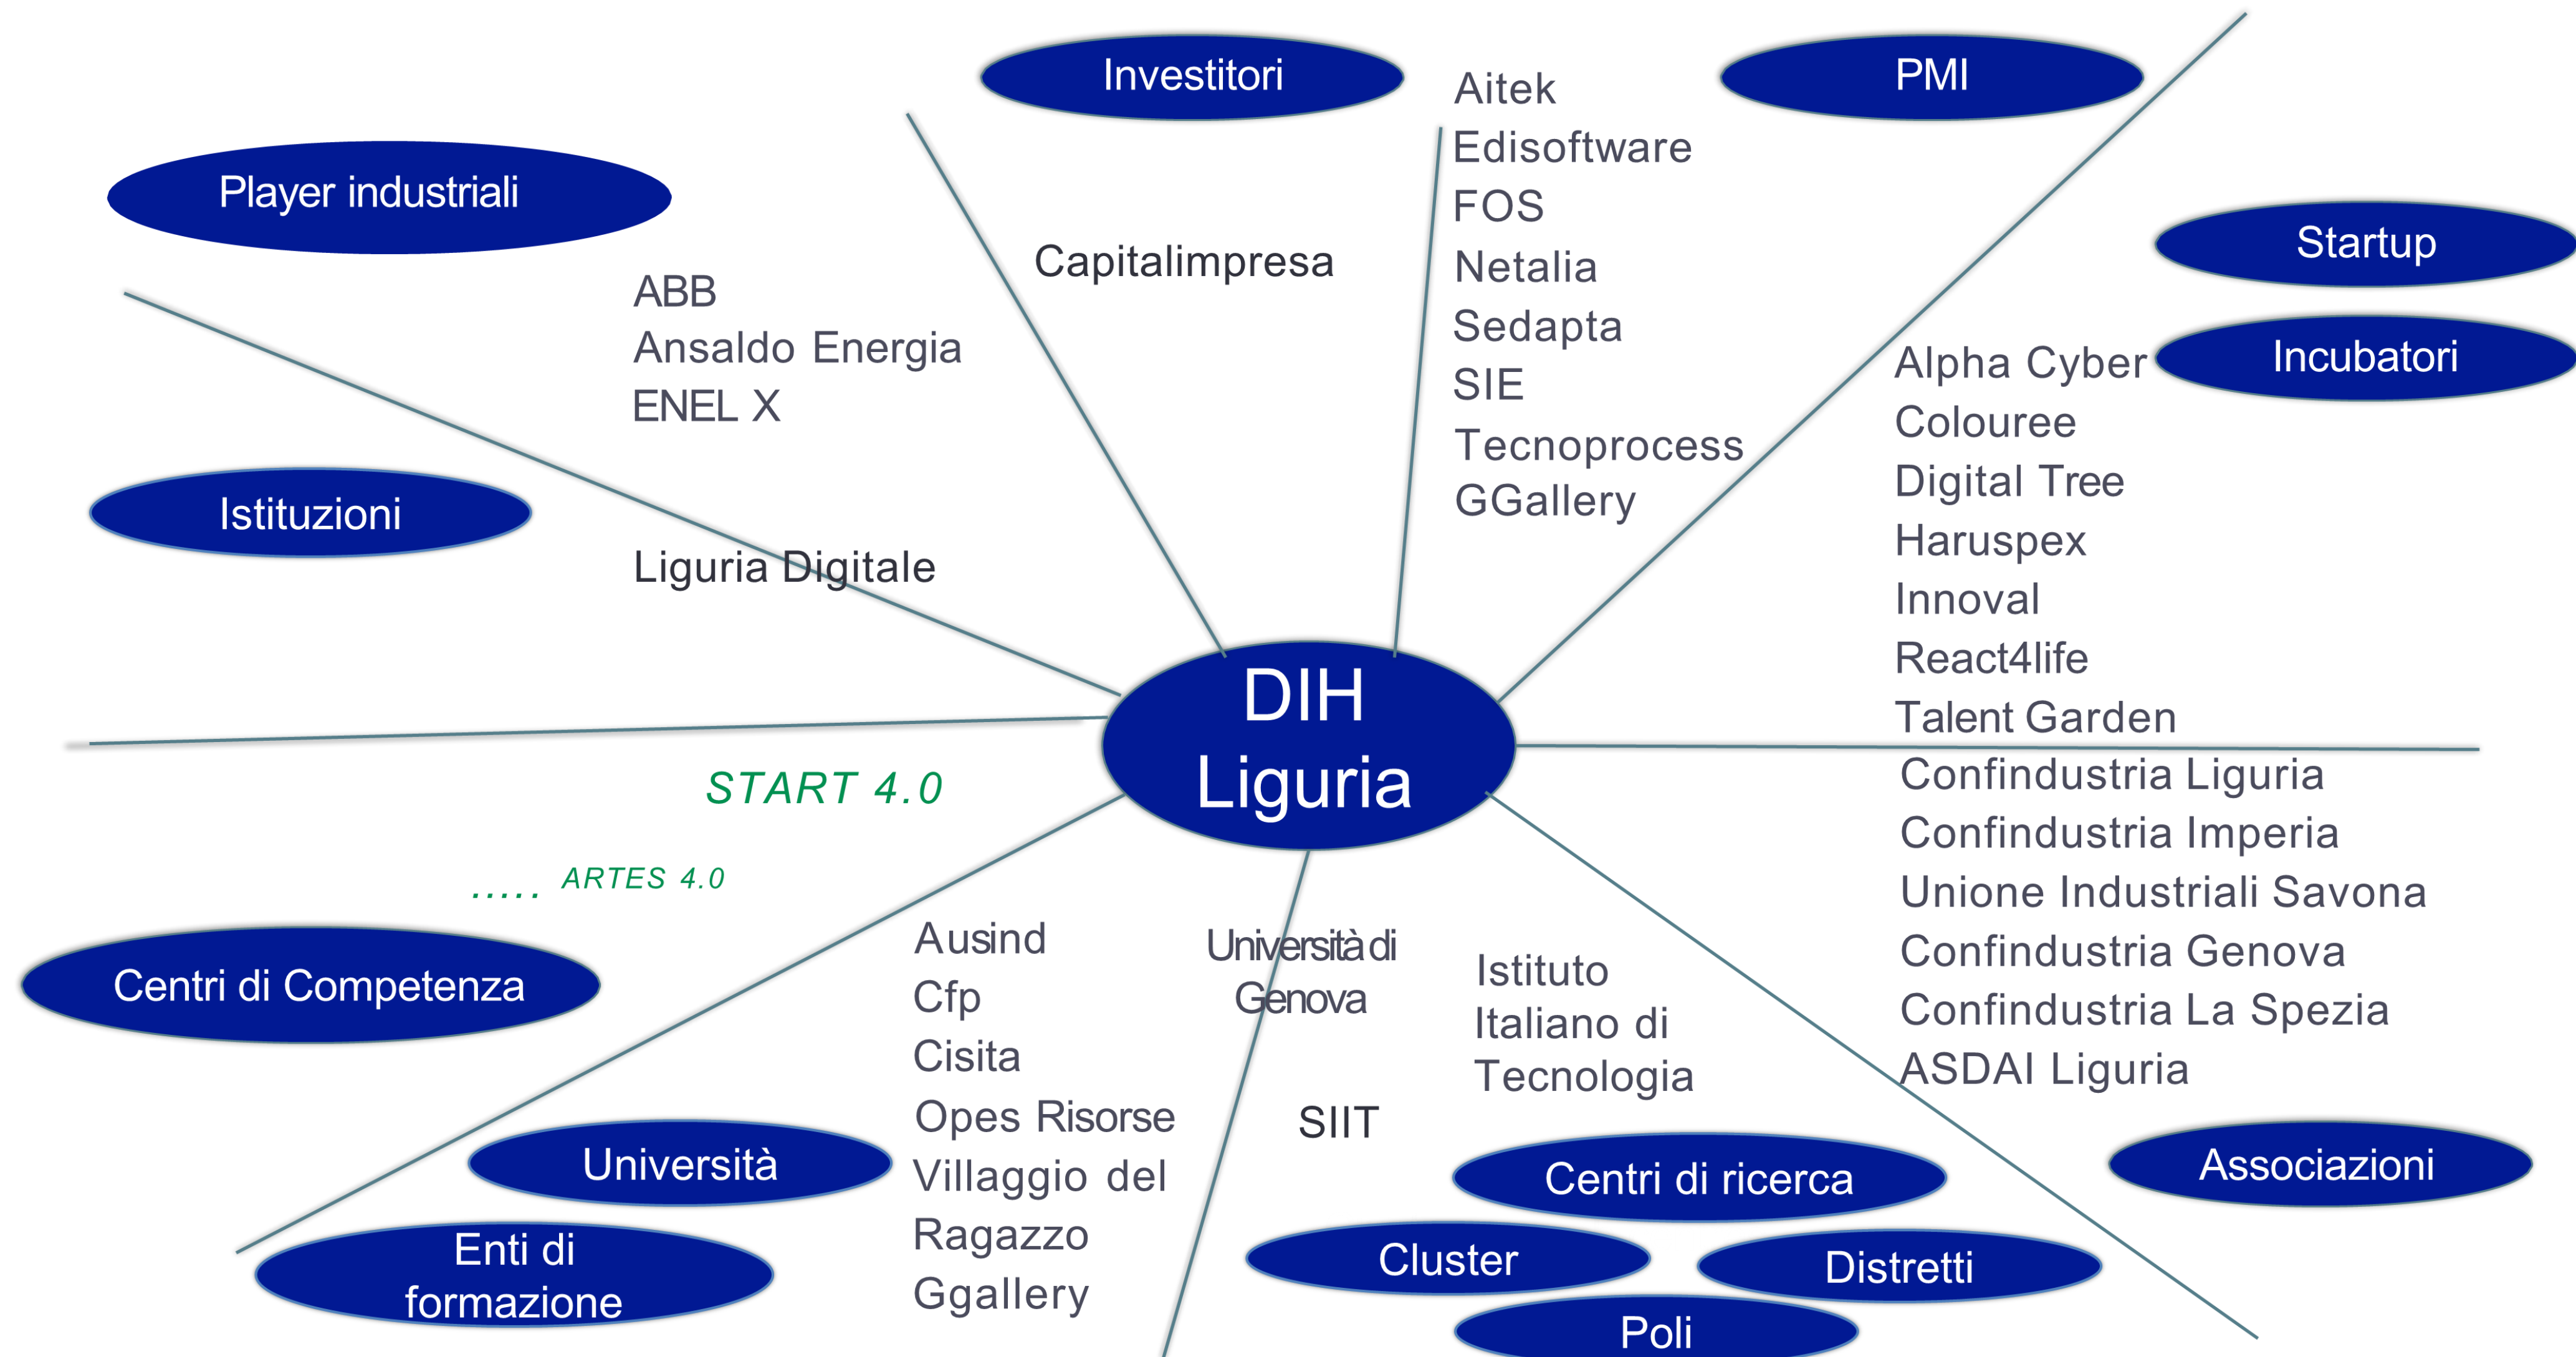 Investitori
PMI
Player industriali
Startup
Incubatori
Istituzioni
Capitalimpresa
ABB
Ansaldo Energia
ENEL X
Liguria Digitale
Aitek
Edisoftware
FOS
Netalia
Sedapta
SIE
Tecnoprocess
GGallery
Alpha Cyber
Colouree
Digital Tree
Haruspex
Innoval
React4life
Talent Garden
DIH
Liguria
START 4.0
..... ARTES 4.0
Centri di Competenza
Confindustria Liguria
Confindustria Imperia
Unione Industriali Savona
Confindustria Genova
Confindustria La Spezia
ASDAI Liguria
Associazioni
Ausind
Cfp
Cisita
Opes Risorse
Villaggio del
Ragazzo
Ggallery
Università di
Genova
Istituto
Italiano di
Tecnologia
SIIT
Università
Enti di
formazione
Centri di ricerca
Cluster
Distretti
Poli